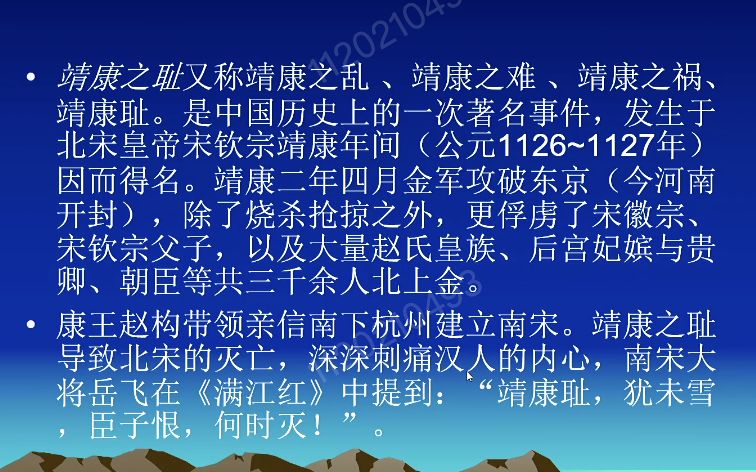 1120210493
• 靖康之耻又称靖康之乱 、靖康之难 、靖康之祸、
靖康耻。是中国历史上的一次著名事件，发生于
北宋皇帝宋钦宗靖康年间（公元1126~1127年）
因而得名。靖康二年四月金军攻破东京（今河南
开封），除了烧杀抢掠之外，更俘虏了宋徽宗、
宋钦宗父子，以及大量赵氏皇族、后宫妃嫔与贵
卿、朝臣等共三千余人北上金。
1120210493
• 康王赵构带领亲信南下杭州建立南宋。靖康之耻
导致北宋的灭亡，深深刺痛汉人的内心，南宋大
将岳飞在《满江红》中提到：“靖康耻，犹未雪
，臣子恨，何时灭！”。